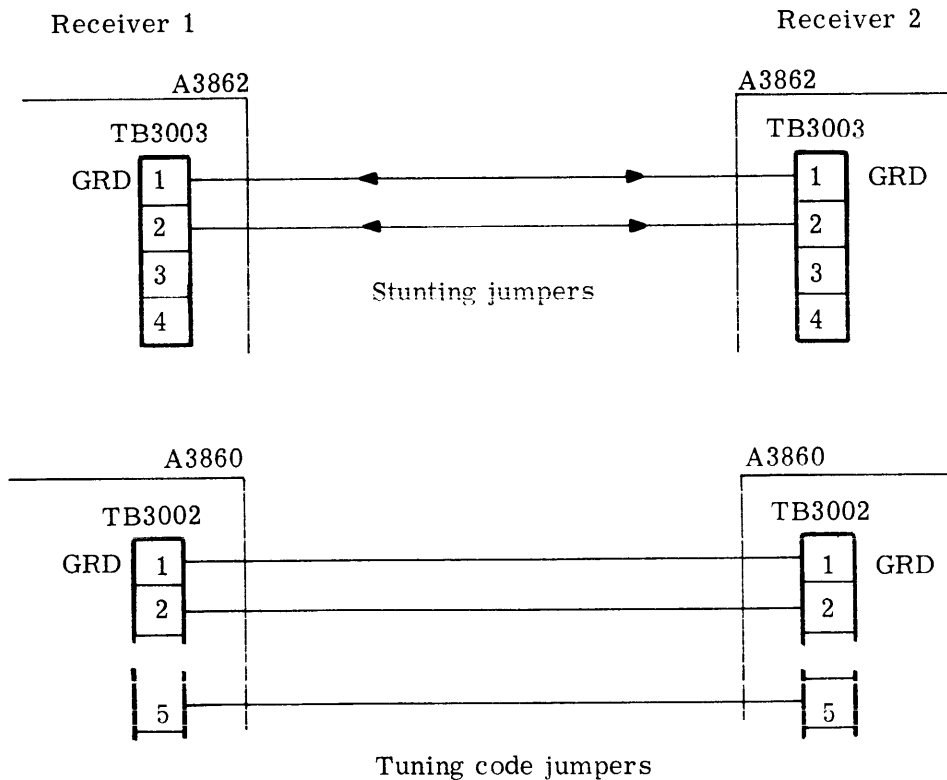 Receiver 1
Receiver 2
A3862
A3862
TB3003
TB3003
GRD 1
1 GRD
2
2
3
3
4
4
Stunting jumpers
A3860
A3860
TB3002
TB3002
GRD 1
1 GRD
2
2
5
5
Tuning code jumpers